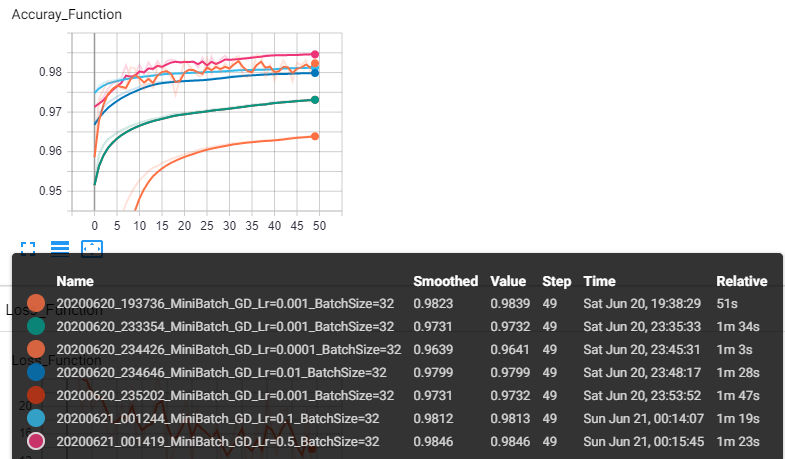 Accuray_Function
0.98
0.97
0.96
0.95
0 5 10 15 20 25 30 35 40 45 50
Name Smoothed Value Step Time Relative
20200620_193736_MiniBatch_GD_Lr=0.001_BatchSize=32 0.9823 0.9839 49 Sat Jun 20, 19:38:29 51s
20200620_233354_MiniBatch_GD_Lr=0.001_BatchSize=32 0.9731 0.9732 49 Sat Jun 20, 23:35:33 1m 34s
20200620_234426_MiniBatch_GD_Lr=0.0001_BatchSize=32 0.9639 0.9641 49 Sat Jun 20, 23:45:31 1m 3s
20200620_234646_MiniBatch_GD_Lr=0.01_BatchSize=32 0.9799 0.9799 49 Sat Jun 20, 23:48:17 1m 28s
20200620_235202_MiniBatch_GD_Lr=0.001_BatchSize=32 0.9731 0.9732 49 Sat Jun 20, 23:53:52 1m 47s
20200621_001244_MiniBatch_GD_Lr=0.1_BatchSize=32 0.9812 0.9813 49 Sun Jun 21, 00:14:07 1m 19s
20200621_001419_MiniBatch_GD_Lr=0.5_BatchSize=32 0.9846 0.9846 49 Sun Jun 21, 00:15:45 1m 23s
Loss_Function
Loss_Function
20
16